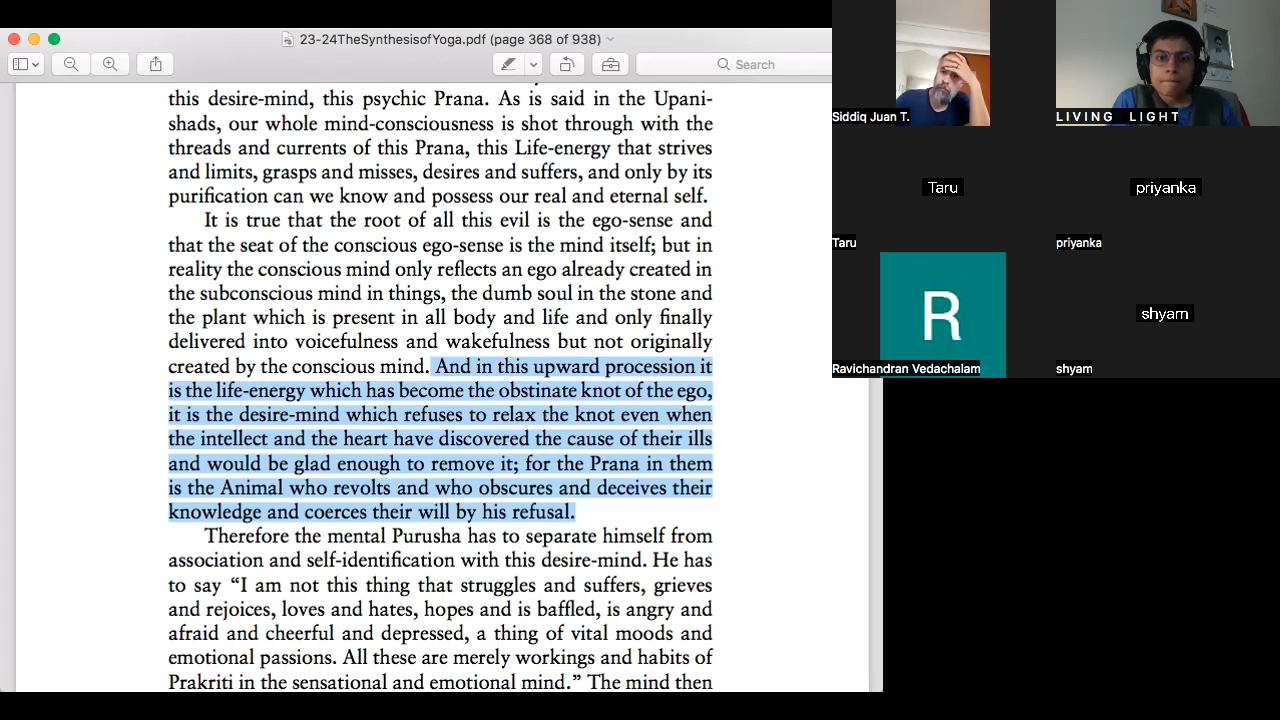 23-24TheSynthesisofYoga.pdf (page 368 of 938)
Search
this desire-mind, this psychic Prana. As is said in the Upani-
shads, our whole mind-consciousness is shot through with the
threads and currents of this Prana, this Life-energy that strives
and limits, grasps and misses, desires and suffers, and only by its
purification can we know and possess our real and eternal self.
It is true that the root of all this evil is the ego-sense and
that the seat of the conscious ego-sense is the mind itself; but in
reality the conscious mind only reflects an ego already created in
the subconscious mind in things, the dumb soul in the stone and
the plant which is present in all body and life and only finally
delivered into voicefulness and wakefulness but not originally
created by the conscious mind. And in this upward procession it
is the life-energy which has become the obstinate knot of the ego,
it is the desire-mind which refuses to relax the knot even when
the intellect and the heart have discovered the cause of their ills
and would be glad enough to remove it; for the Prana in them
is the Animal who revolts and who obscures and deceives their
knowledge and coerces their will by his refusal.
Therefore the mental Purusha has to separate himself from
association and self-identification with this desire-mind. He has
to say “I am not this thing that struggles and suffers, grieves
and rejoices, loves and hates, hopes and is baffled, is angry and
afraid and cheerful and depressed, a thing of vital moods and
emotional passions. All these are merely workings and habits of
Prakriti in the sensational and emotional mind.” The mind then
Siddiq Juan T.
LIVING LIGHT
Taru
priyanka
Taru
priyanka
R
shyam
Ravichandran Vedachalam
shyam